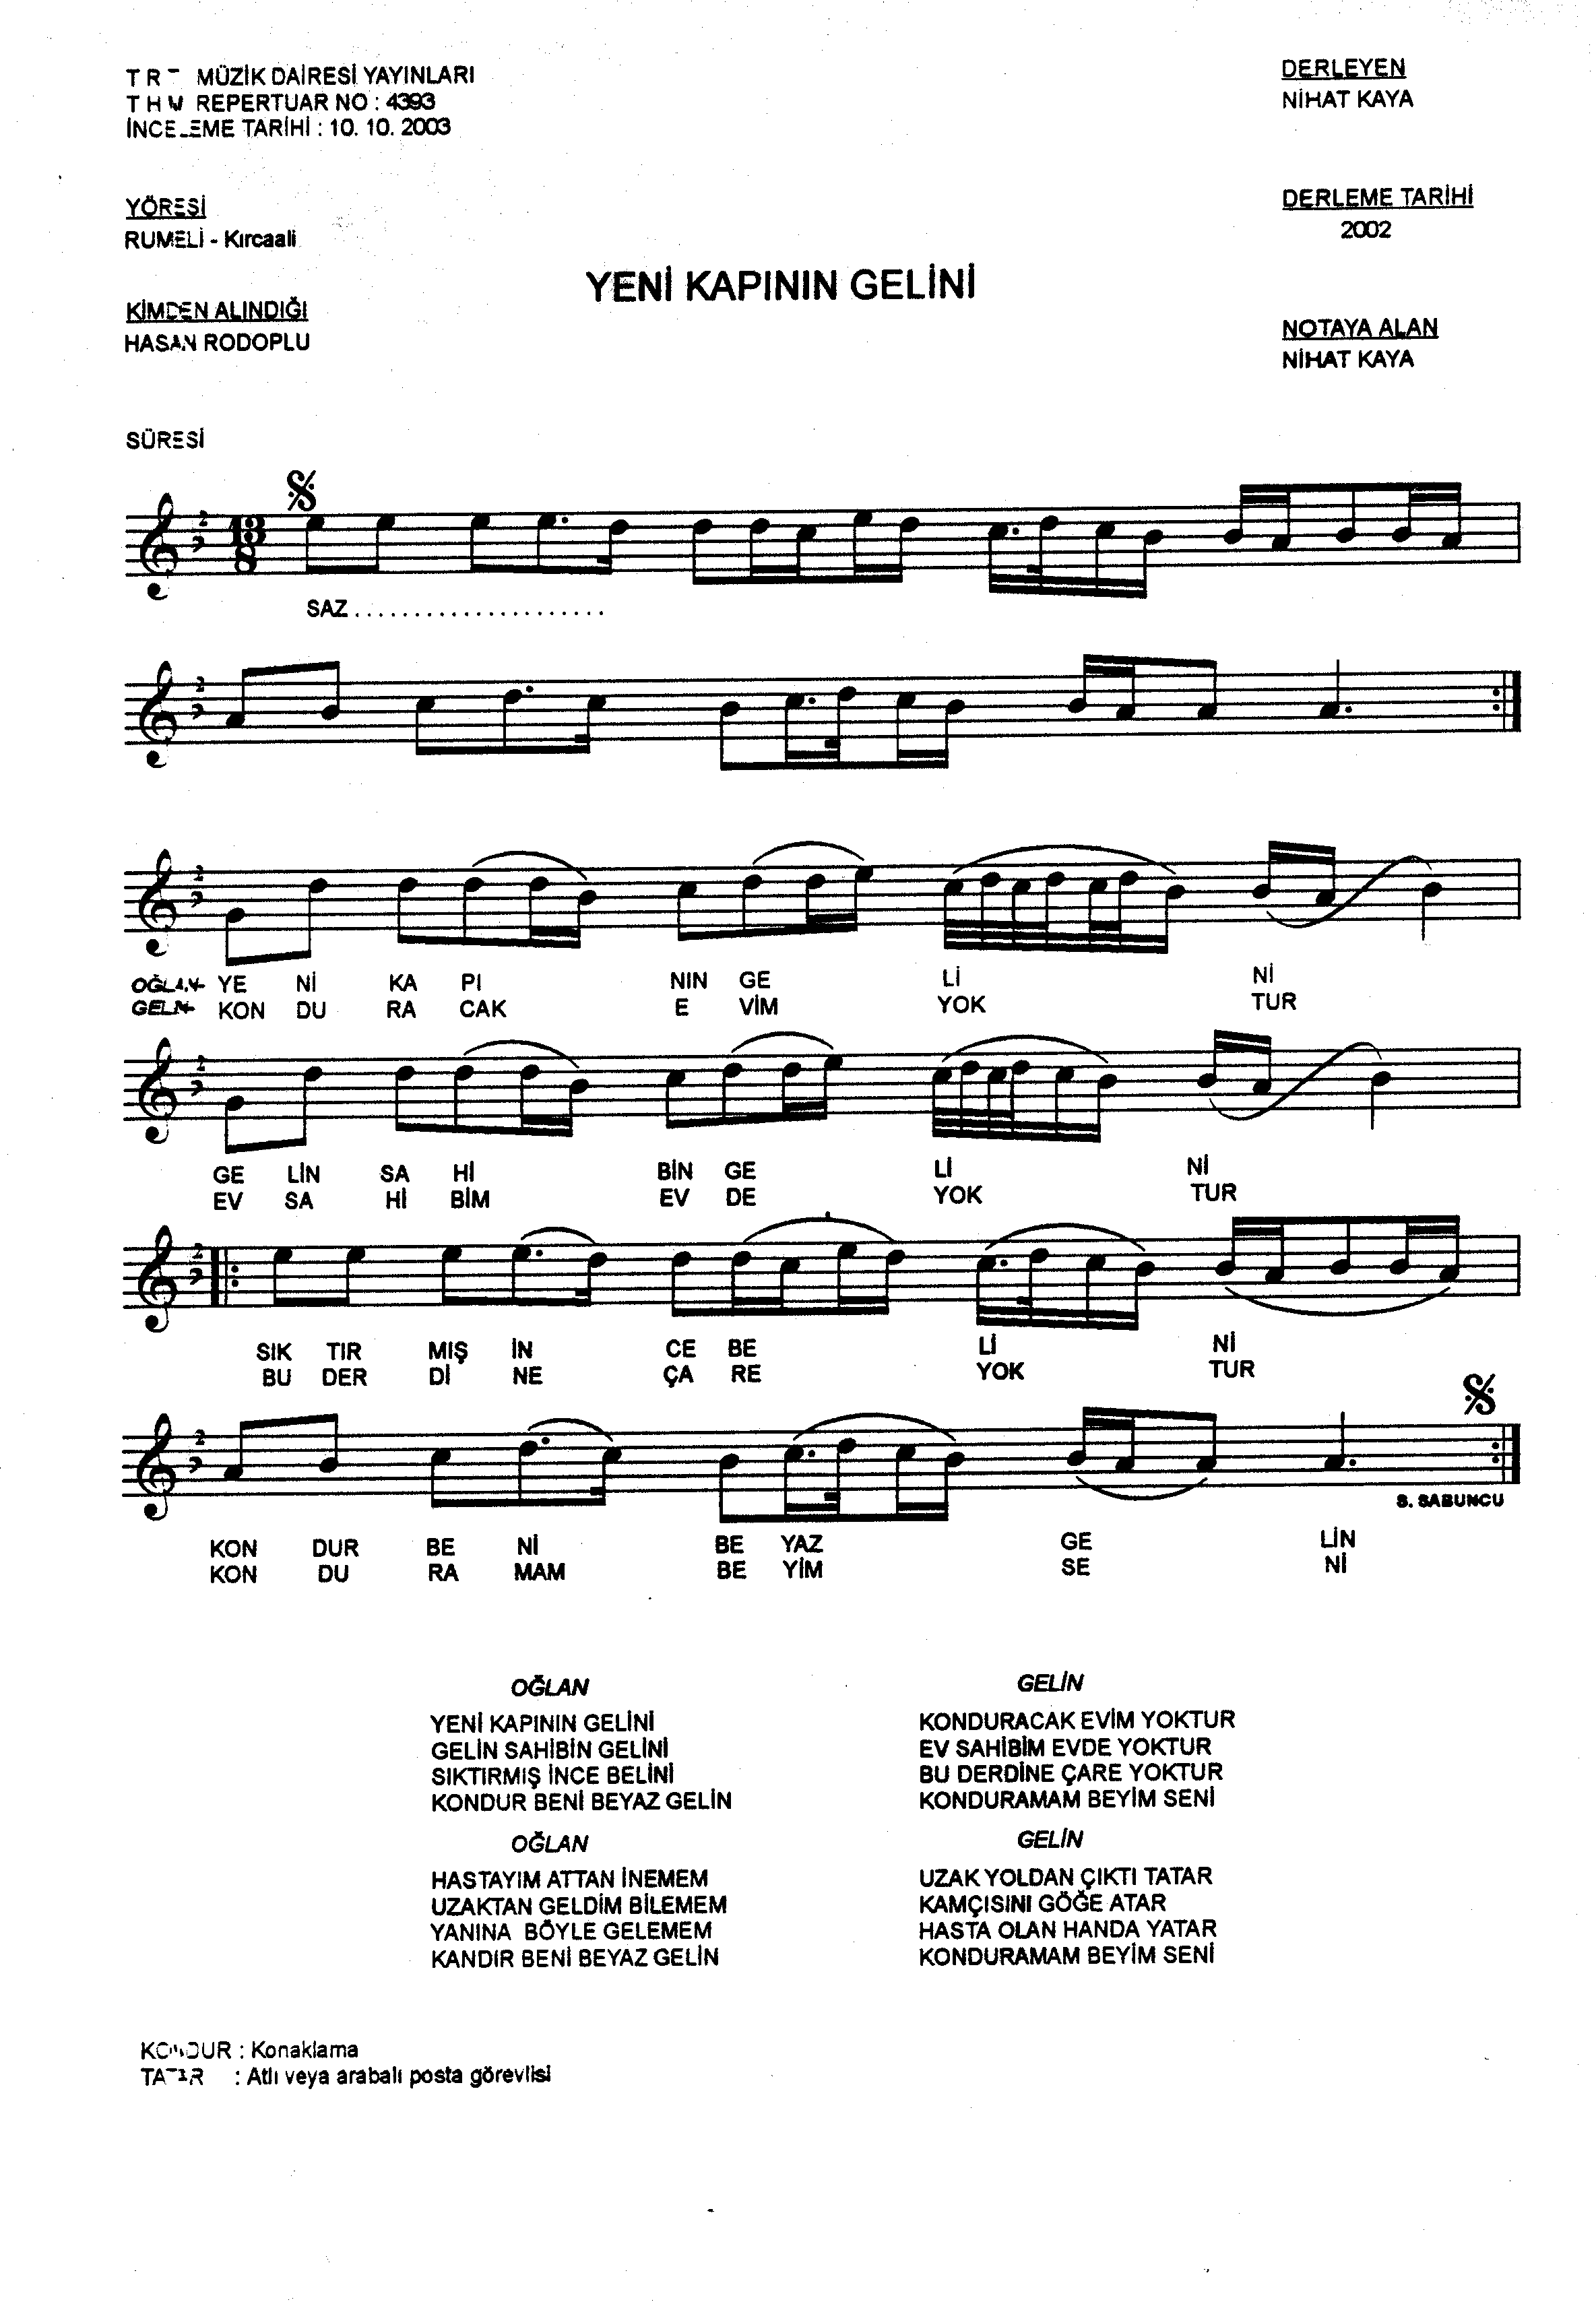 TRT MÜZİK DAİRESİ YAYINLARI
THM REPERTUAR NO : 4393
İNCELEME TARİHİ : 10. 10. 2003
DERLEYEN
NİHAT KAYA
YÖRESİ
RUMELİ - Kırcaali
DERLEME TARİHİ
2002
YENİ KAPININ GELİNİ
KİMDEN ALINDIĞI
HASAN RODOPLU
NOTAYA ALAN
NİHAT KAYA
SÜRESİ
13
8
SAZ . . . . . . . . . . . . . . . . . . . . .
OĞLAN- YE Nİ KA PI NIN GE Lİ Nİ
GELİN- KON DU RA CAK E VİM YOK TUR
GE LİN SA Hİ BİN GE Lİ Nİ
EV SA Hİ BİM EV DE YOK TUR
SIK TIR MIŞ İN CE BE Lİ Nİ
BU DER Dİ NE ÇA RE YOK TUR
S. SABUNCU
KON DUR BE Nİ BE YAZ GE LİN
KON DU RA MAM BE YİM SE Nİ
OĞLAN
YENİ KAPININ GELİNİ
GELİN SAHİBİN GELİNİ
SIKTIRMIŞ İNCE BELİNİ
KONDUR BENİ BEYAZ GELİN
OĞLAN
HASTAYIM ATTAN İNEMEM
UZAKTAN GELDİM BİLEMEM
YANINA BÖYLE GELEMEM
KANDIR BENİ BEYAZ GELİN
GELİN
KONDURACAK EVİM YOKTUR
EV SAHİBİM EVDE YOKTUR
BU DERDİNE ÇARE YOKTUR
KONDURAMAM BEYİM SENİ
GELİN
UZAK YOLDAN ÇIKTI TATAR
KAMÇISINI GÖĞE ATAR
HASTA OLAN HANDA YATAR
KONDURAMAM BEYİM SENİ
KONDUR : Konaklama
TATAR : Atlı veya arabalı posta görevlisi